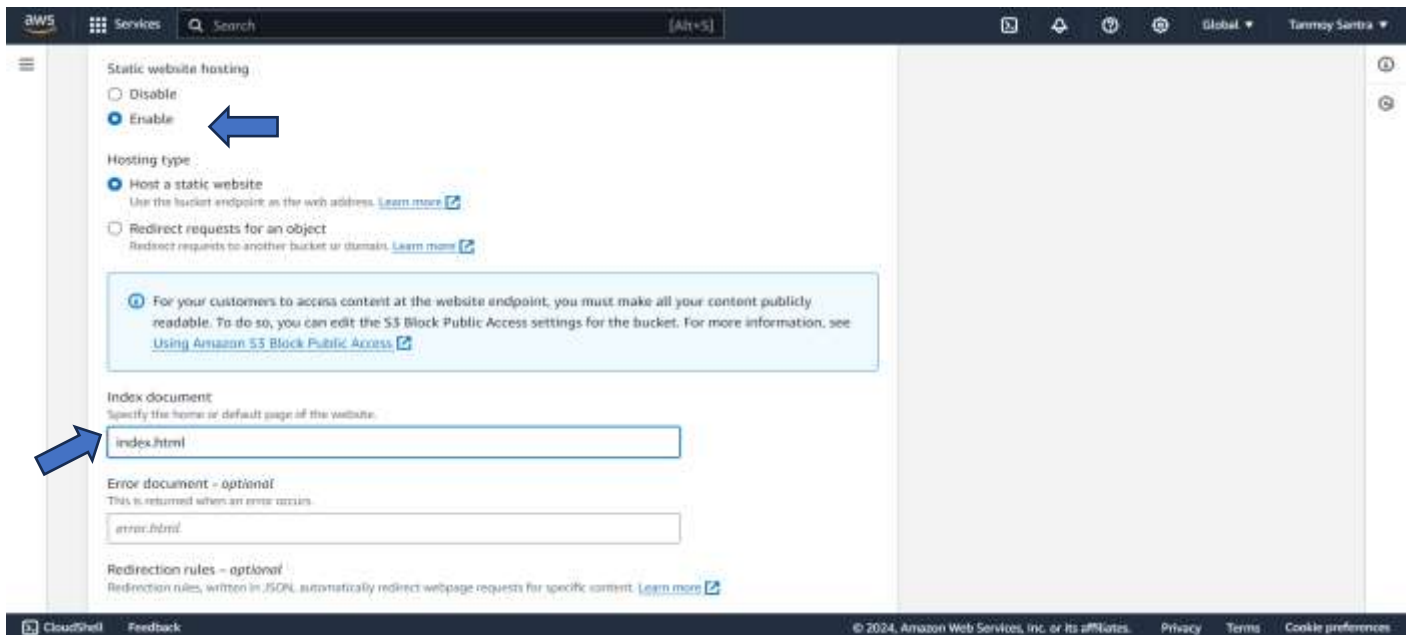 aws Services Search [Alt+S] Global Tanmoy Santra
Static website hosting
Disable
Enable
Hosting type
Host a static website
Use the bucket endpoint as the web address. Learn more
Redirect requests for an object
Redirect requests to another bucket or domain. Learn more
For your customers to access content at the website endpoint, you must make all your content publicly
readable. To do so, you can edit the S3 Block Public Access settings for the bucket. For more information, see
Using Amazon S3 Block Public Access
Index document
Specify the home or default page of the website.
index.html
Error document - optional
This is returned when an error occurs.
error.html
Redirection rules – optional
Redirection rules, written in JSON, automatically redirect webpage requests for specific content. Learn more
CloudShell Feedback © 2024, Amazon Web Services, Inc. or its affiliates. Privacy Terms Cookie preferences